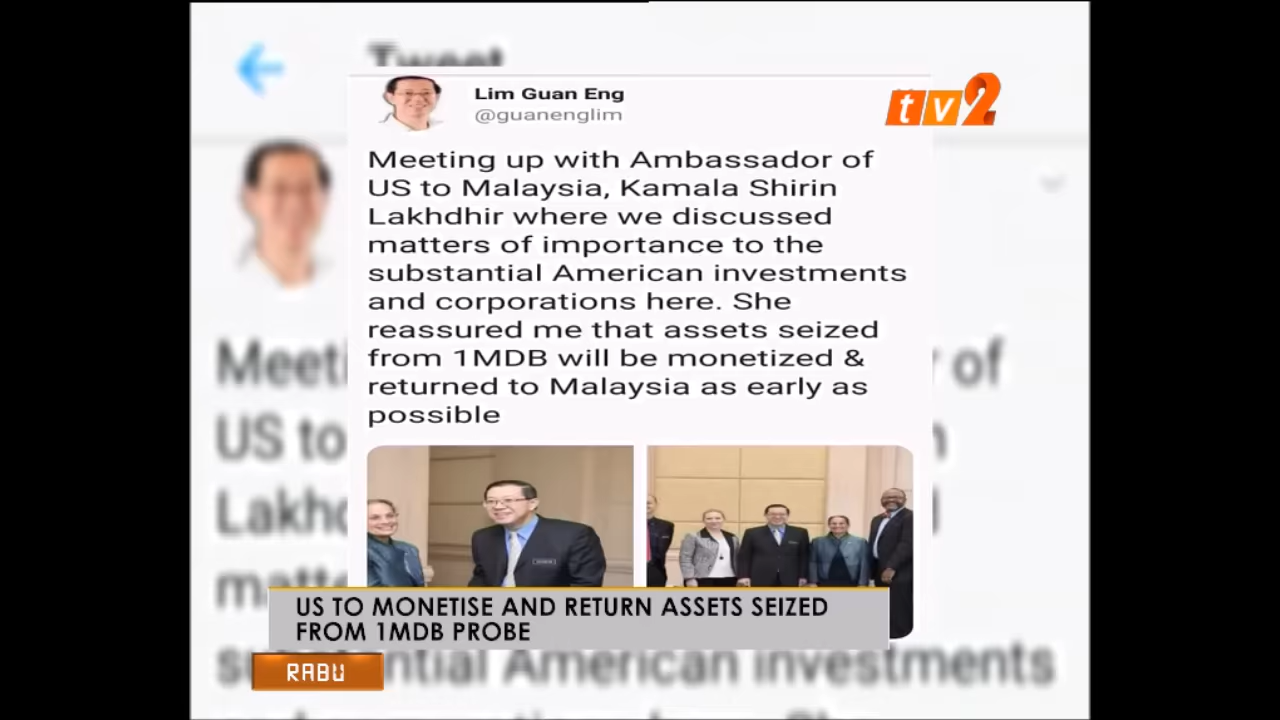 Tweet
Lim Guan Eng
@guanenglim
tv2
Meeting up with Ambassador of
US to Malaysia, Kamala Shirin
Lakhdhir where we discussed
matters of importance to the
substantial American investments
and corporations here. She
reassured me that assets seized
from 1MDB will be monetized &
returned to Malaysia as early as
possible
US TO MONETISE AND RETURN ASSETS SEIZED
FROM 1MDB PROBE
RABU